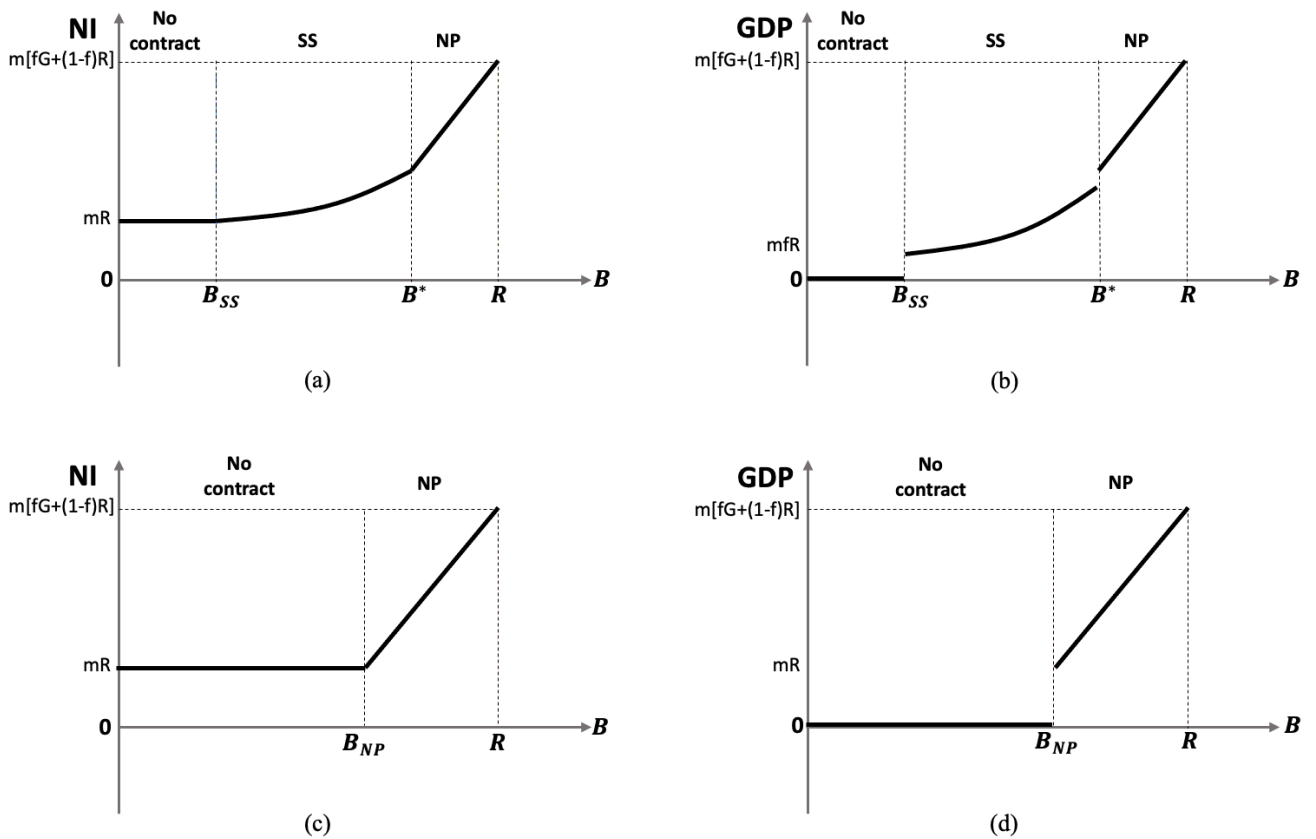 NI
No
contract
SS
NP
m[fG+(1-f)R]
mR
0
B_SS
B*
R
B
(a)
GDP
No
contract
SS
NP
m[fG+(1-f)R]
mfR
0
B_SS
B*
R
B
(b)
NI
No
contract
NP
m[fG+(1-f)R]
mR
0
B_NP
R
B
(c)
GDP
No
contract
NP
m[fG+(1-f)R]
mR
0
B_NP
R
B
(d)